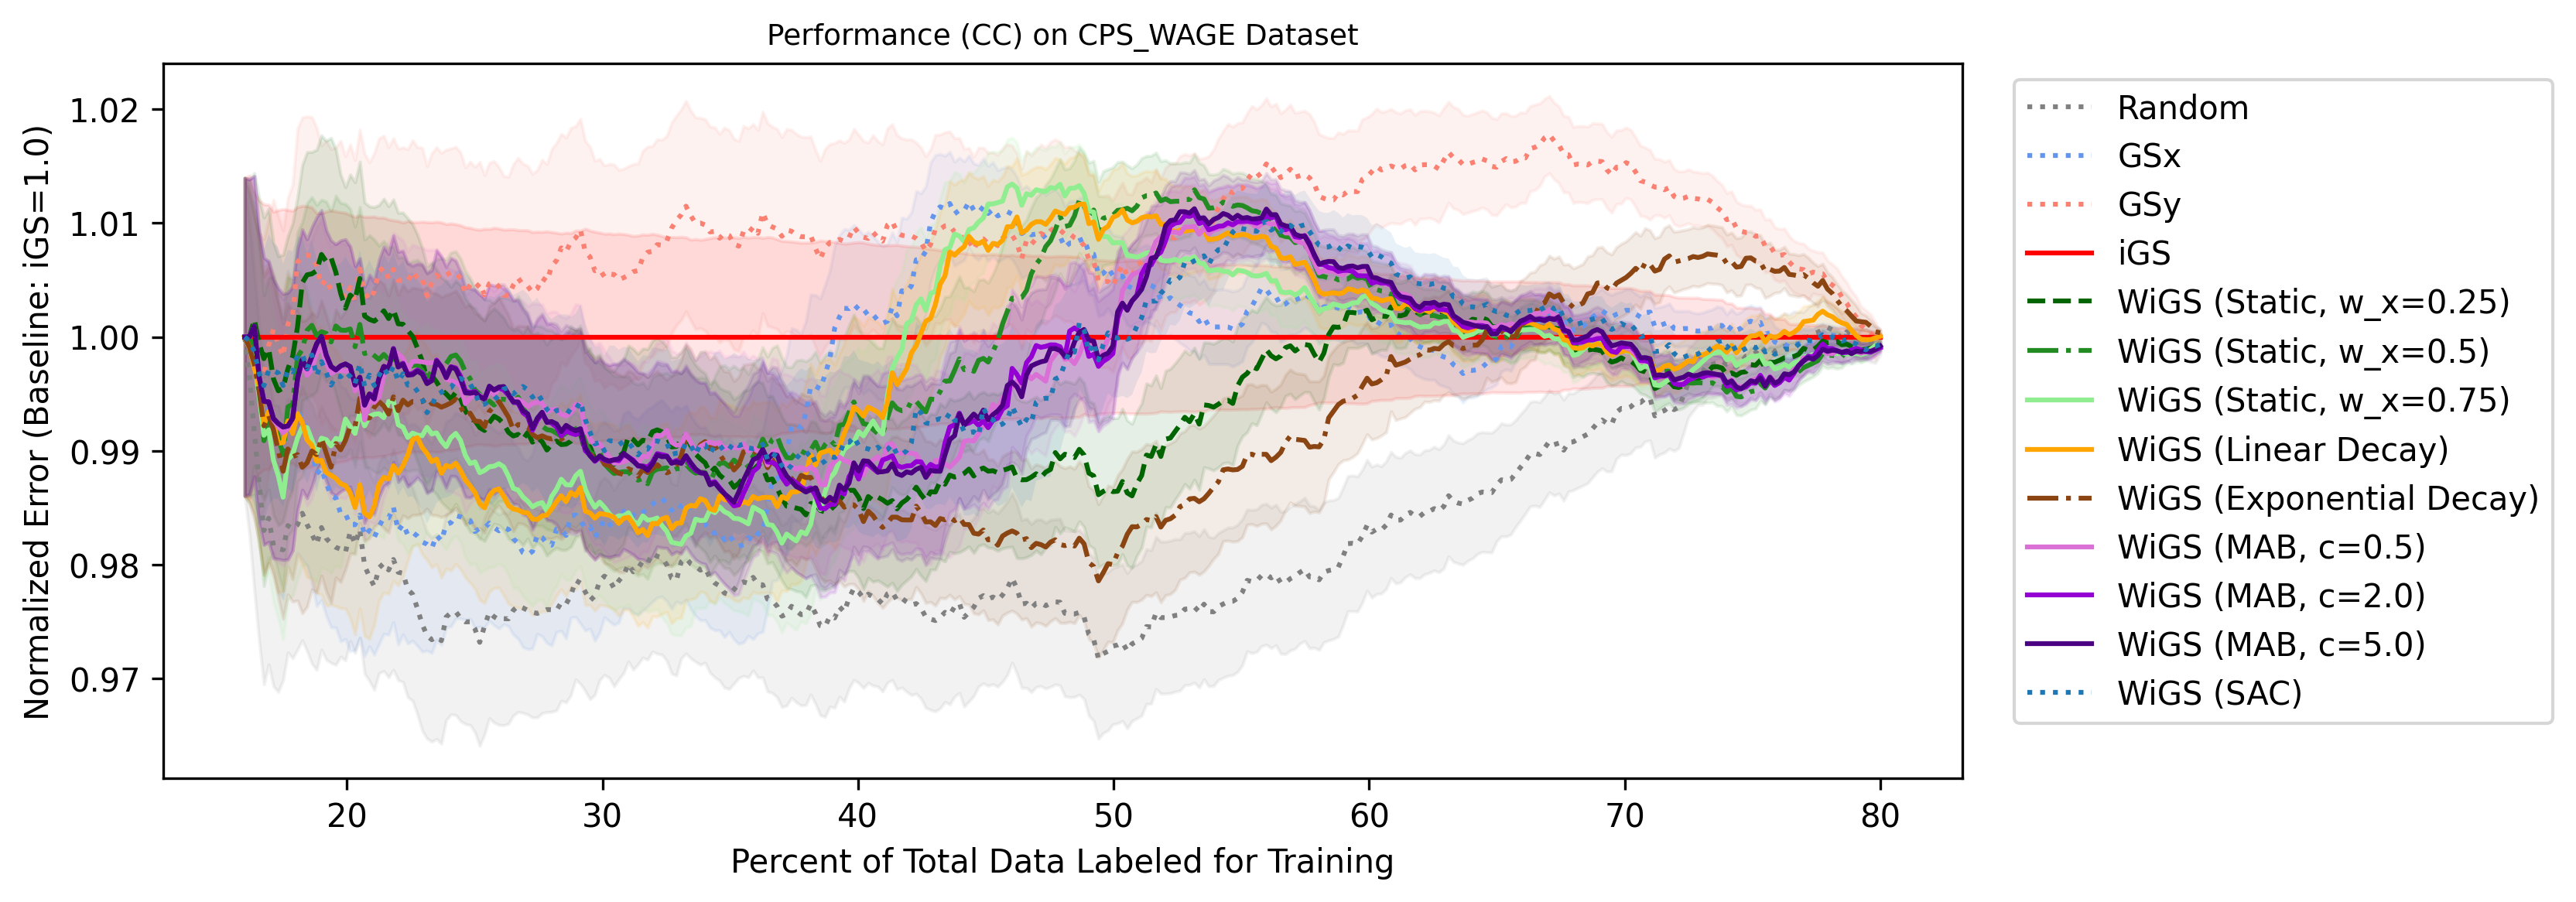 Performance (CC) on CPS_WAGE Dataset
Normalized Error (Baseline: iGS=1.0)
1.02
1.01
1.00
0.99
0.98
0.97
20 30 40 50 60 70 80
Percent of Total Data Labeled for Training
Random
GSx
GSy
iGS
WiGS (Static, w_x=0.25)
WiGS (Static, w_x=0.5)
WiGS (Static, w_x=0.75)
WiGS (Linear Decay)
WiGS (Exponential Decay)
WiGS (MAB, c=0.5)
WiGS (MAB, c=2.0)
WiGS (MAB, c=5.0)
WiGS (SAC)